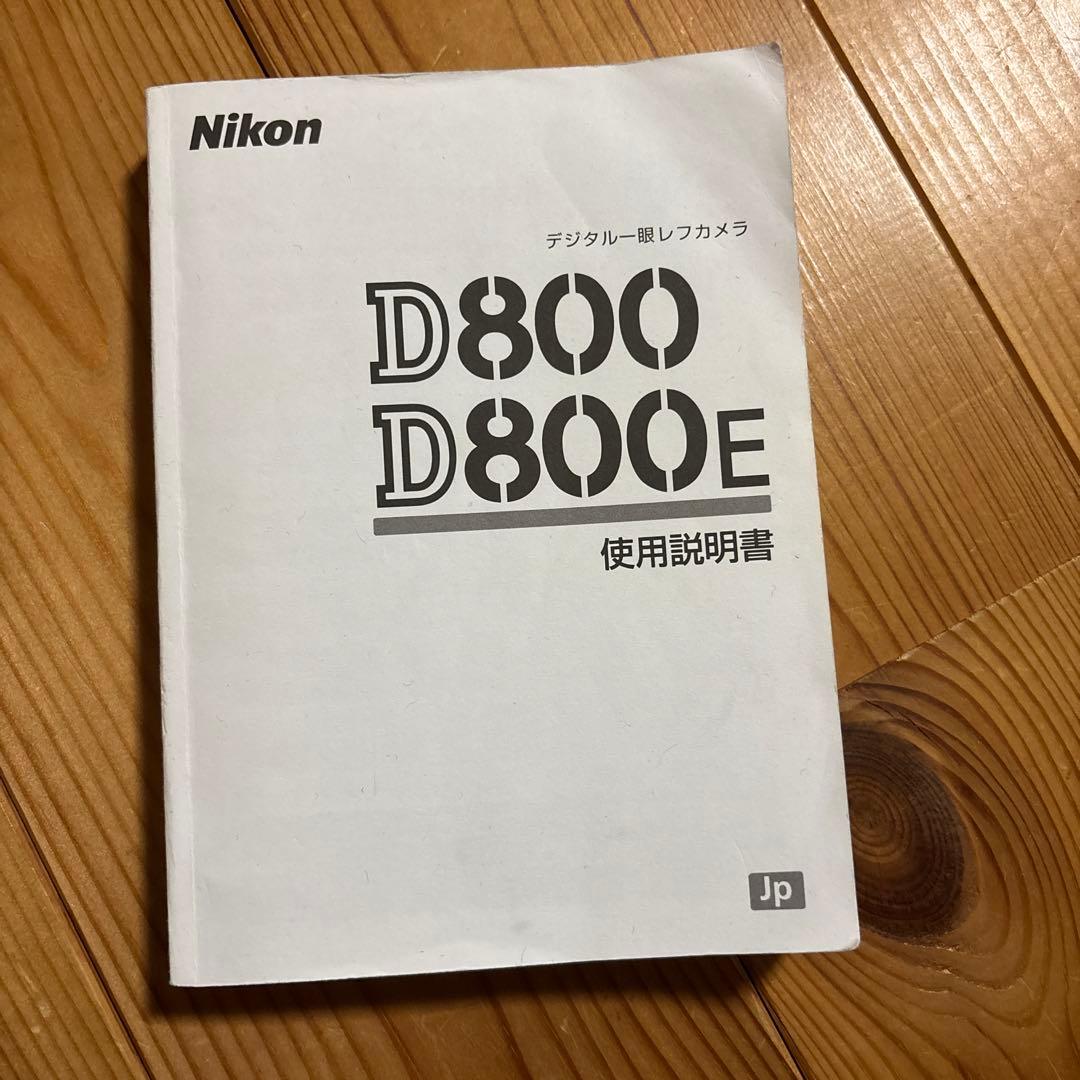 Nikon
デジタル一眼レフカメラ
D800
D800E
使用説明書
Jp